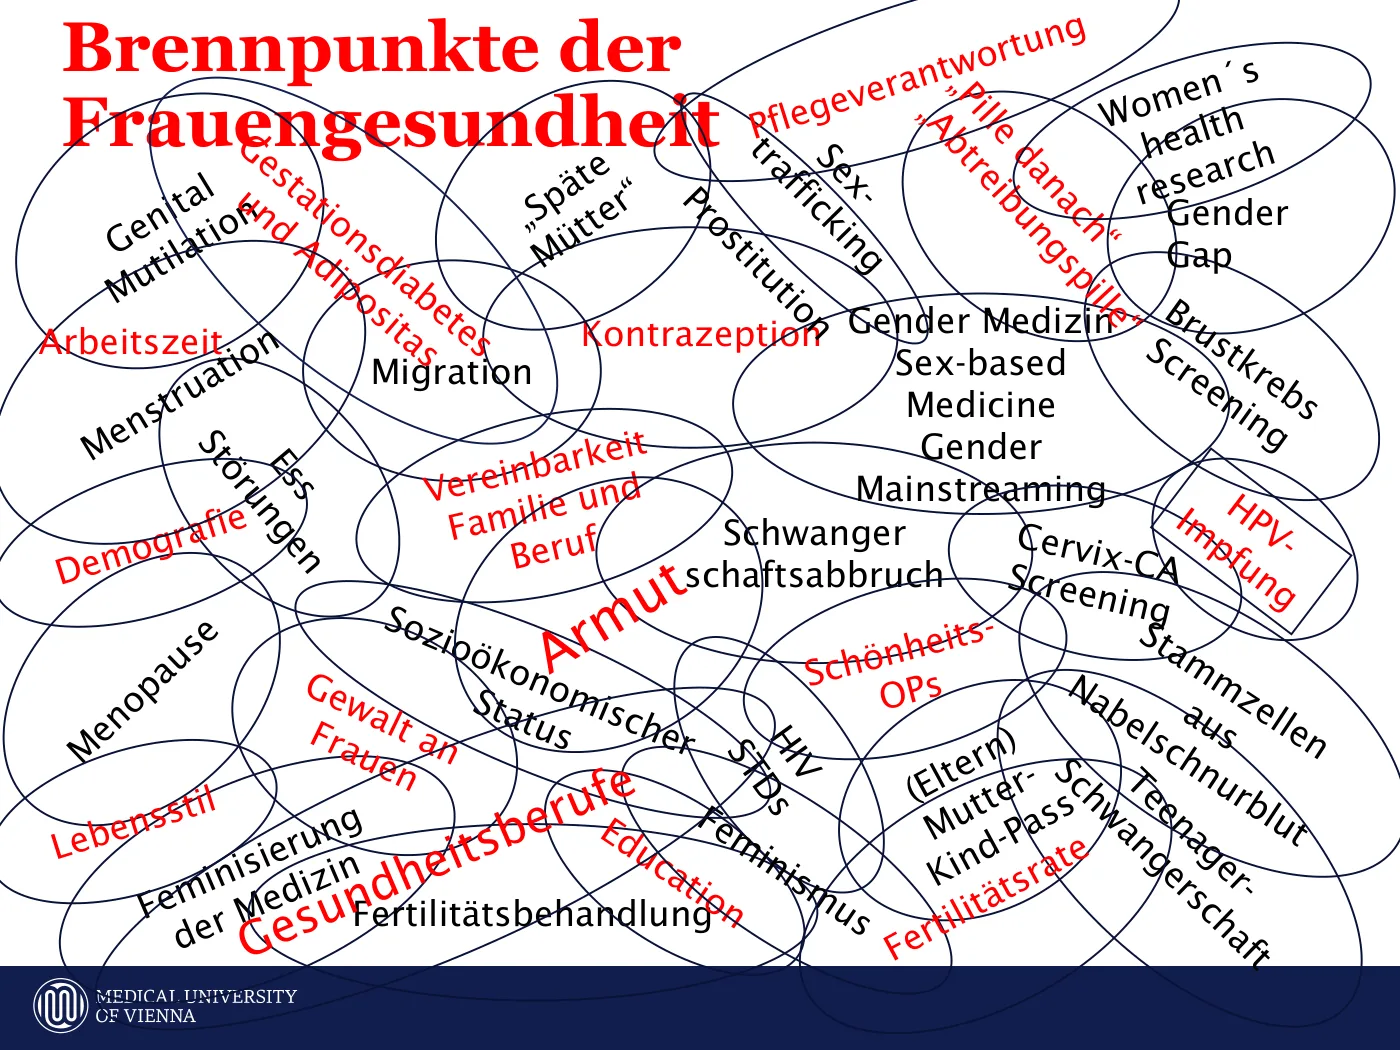 Brennpunkte der
Frauengesundheit
Pflegeverantwortung
Women´s
health
research
Gender
Gap
„Pille danach“
„Abtreibungspille“
Sex-
trafficking
Prostitution
„Späte
Mütter“
Genital
Mutilation
Gestationsdiabetes
und Adipositas
Arbeitszeit
Menstruation
Migration
Kontrazeption
Gender Medizin
Sex-based
Medicine
Gender
Mainstreaming
Brustkrebs
Screening
Ess
Störungen
Vereinbarkeit
Familie und
Beruf
Demografie
Schwanger
schaftsabbruch
Cervix-CA
Screening
HPV-
Impfung
Armut
Sozioökonomischer
Status
Schönheits-
OPs
Stammzellen
aus
Nabelschnurblut
Menopause
Gewalt an
Frauen
HIV
STDs
(Eltern)
Mutter-
Kind-Pass
Teenager-
Schwangerschaft
Lebensstil
Feminisierung
der Medizin
Gesundheitsberufe
Education
Feminismus
Fertilitätsrate
Fertilitätsbehandlung
MEDICAL UNIVERSITY
OF VIENNA